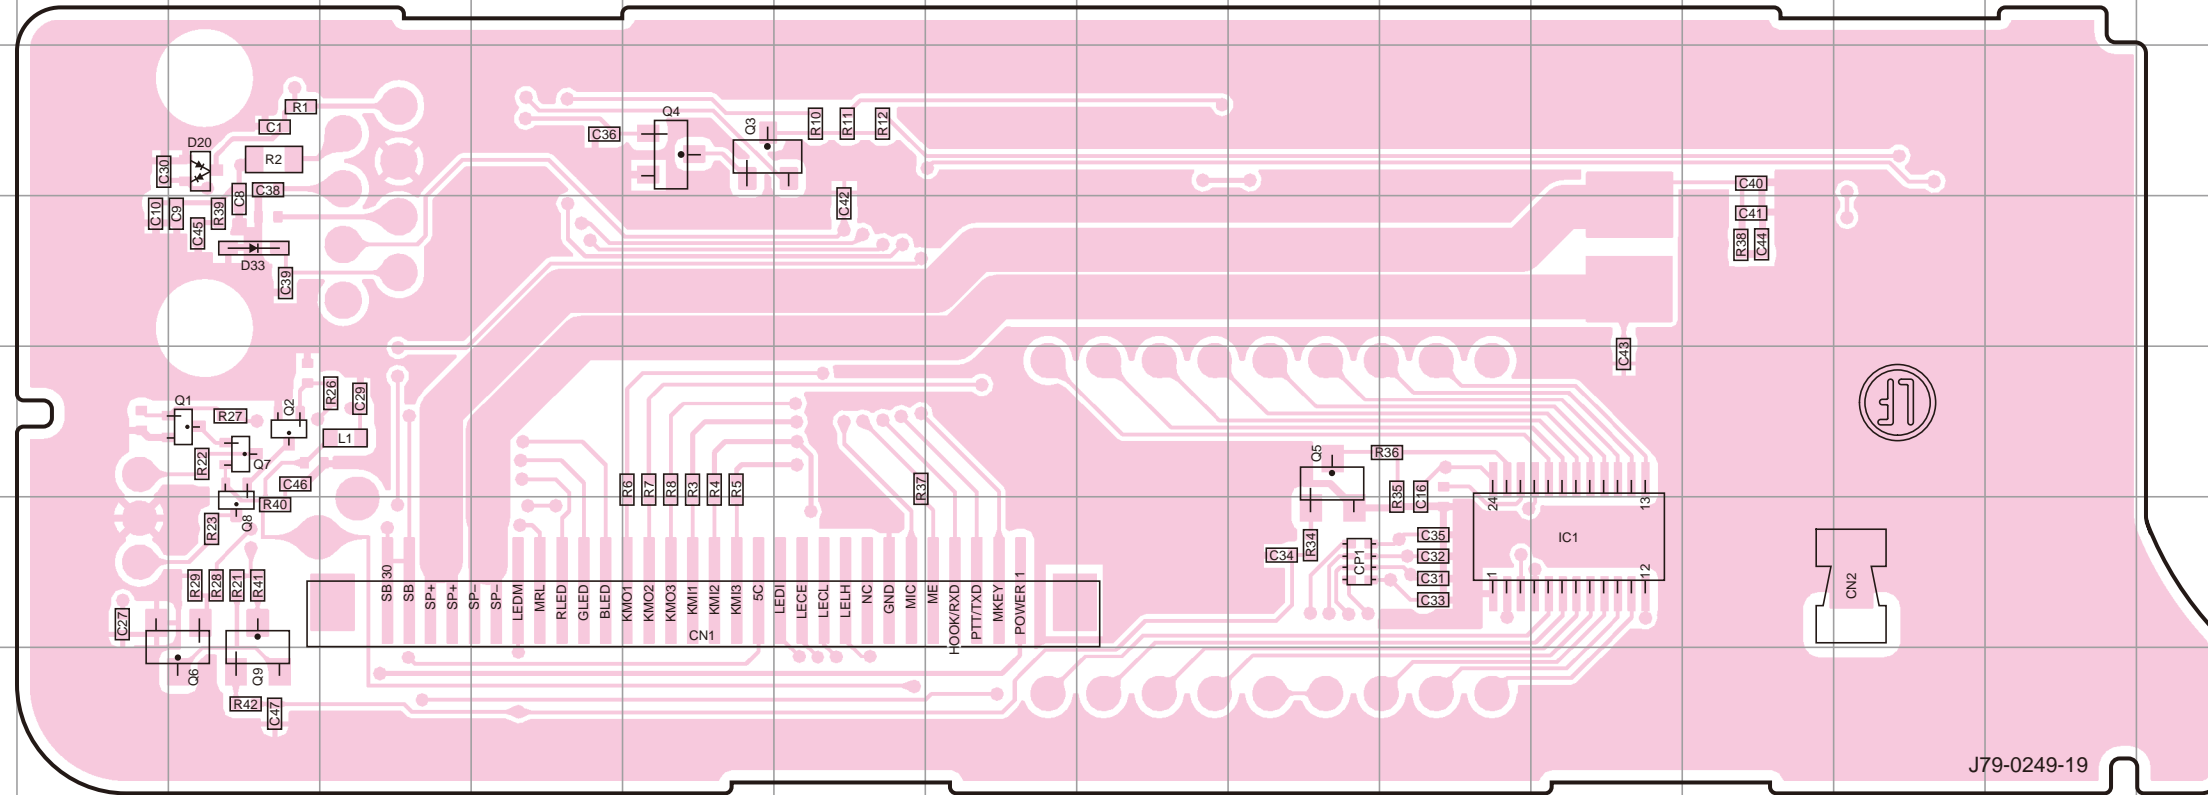 R1
C1
D20
R2
C30
C8
C38
C10
C9
R39
C45
D33
C39
C36
Q4
Q3
R10
R11
R12
C42
C40
C41
R38
C44
C43
Q1
R27
Q2
R26
C29
L1
R22
Q7
C46
Q8
R40
R23
R29
R28
R21
R41
C27
Q6
Q9
R42
C47
R6
R7
R8
R3
R4
R5
R37
SB 30
SB
SP+
SP+
SP–
SP–
LEDM
MRL
RLED
GLED
BLED
KMO1
KMO2
KMO3
KMI1
KMI2
KMI3
5C
LEDI
LECE
LECL
LELH
NC
GND
MIC
ME
HOOK/RXD
PTT/TXD
MKEY
POWER 1
CN1
Q5
R36
R35
C16
R34
C34
CP1
C35
C32
C31
C33
24
13
IC1
1
12
CN2
J79-0249-19